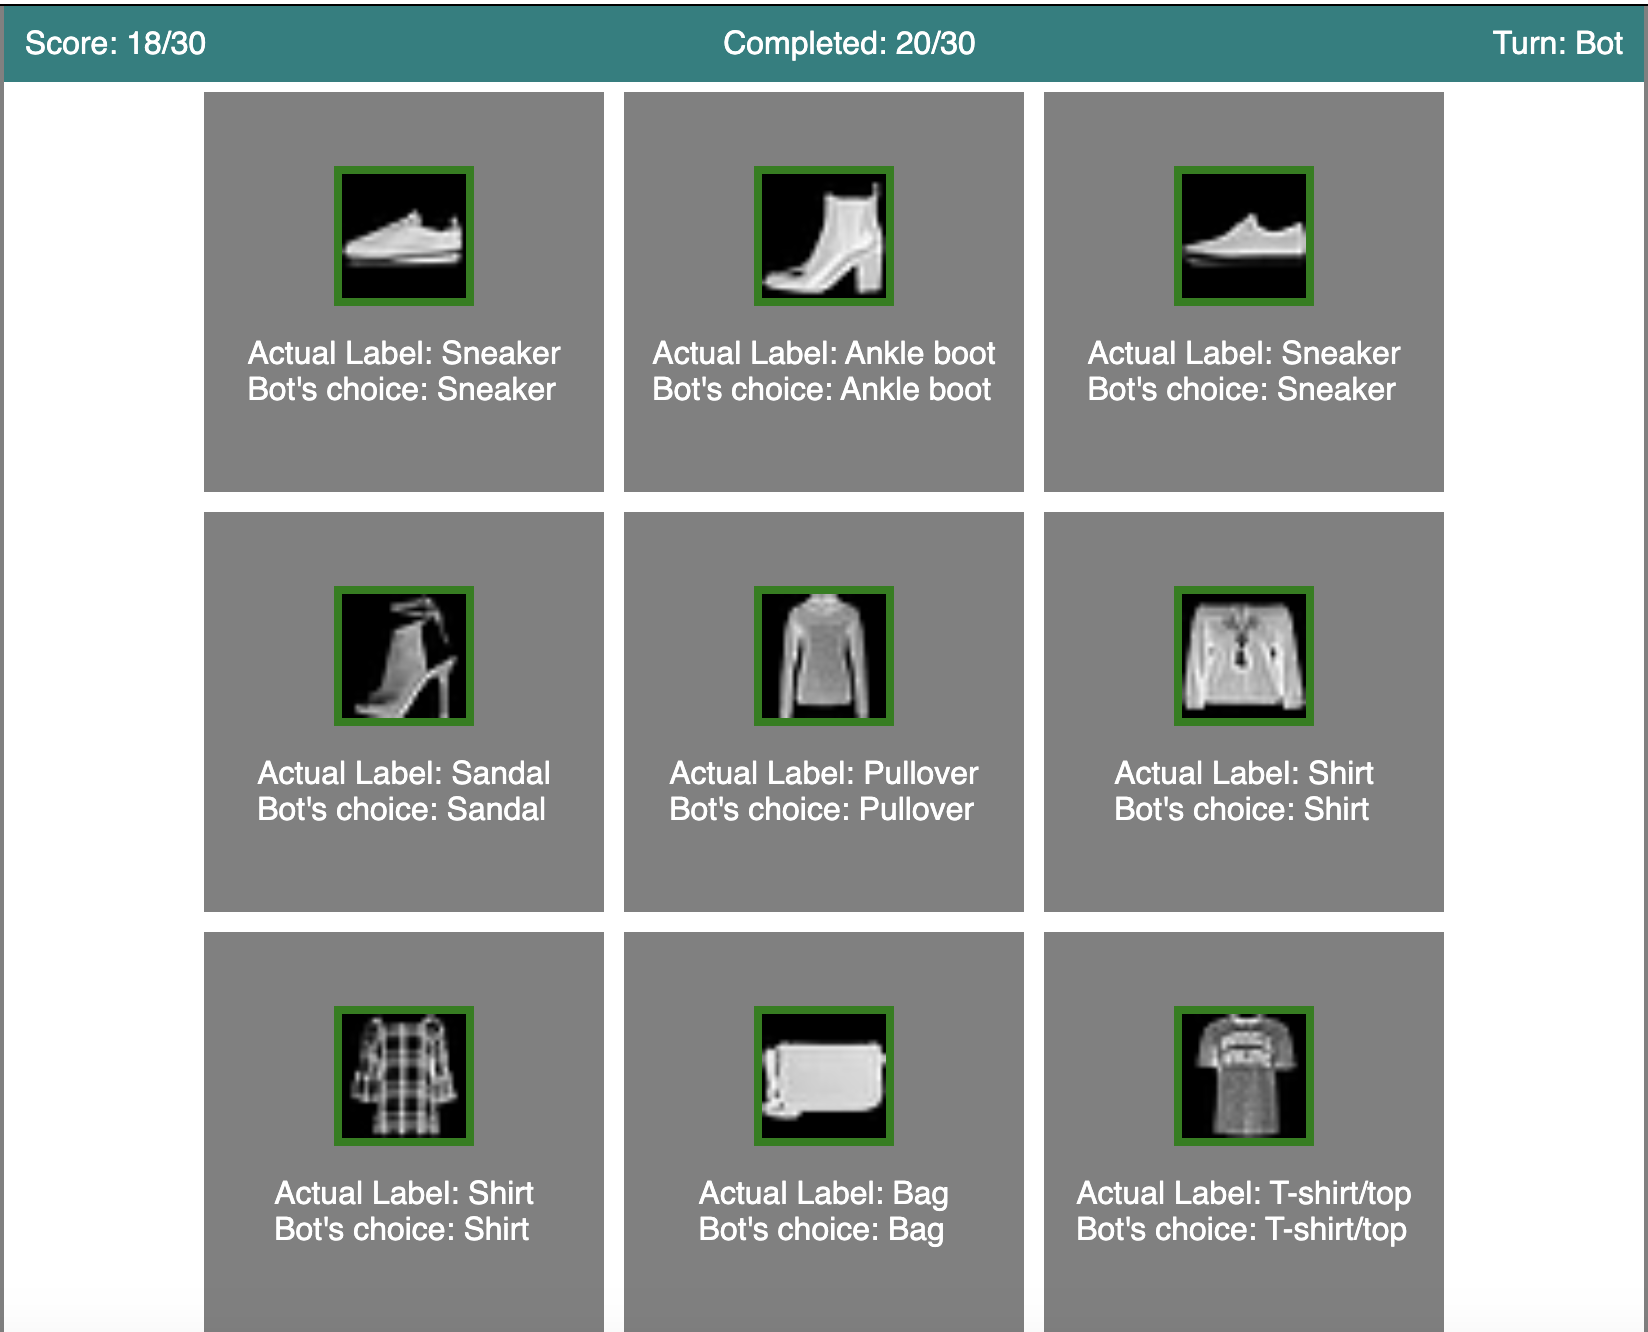 Score: 18/30
Completed: 20/30
Turn: Bot
Actual Label: Sneaker
Bot's choice: Sneaker
Actual Label: Ankle boot
Bot's choice: Ankle boot
Actual Label: Sneaker
Bot's choice: Sneaker
Actual Label: Sandal
Bot's choice: Sandal
Actual Label: Pullover
Bot's choice: Pullover
Actual Label: Shirt
Bot's choice: Shirt
Actual Label: Shirt
Bot's choice: Shirt
Actual Label: Bag
Bot's choice: Bag
Actual Label: T-shirt/top
Bot's choice: T-shirt/top